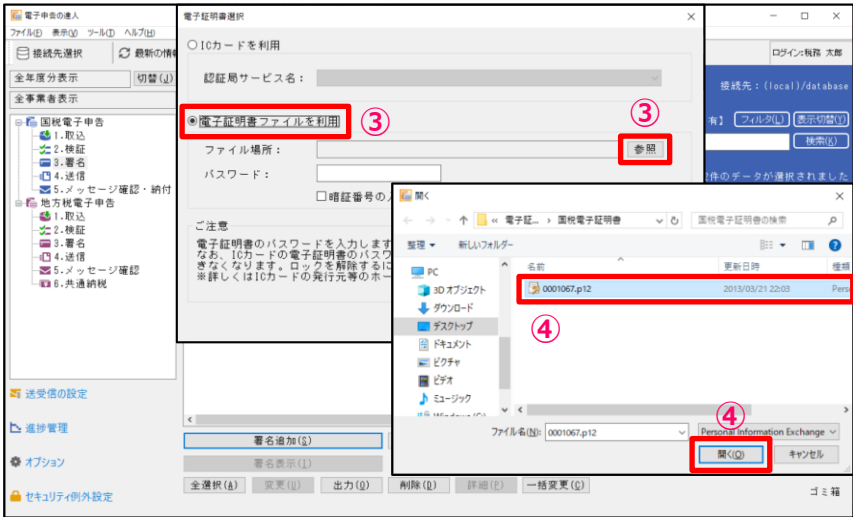 電子申告の達人
ファイル(F) 表示(V) ツール(T) ヘルプ(H)
接続先選択 最新の情
ログイン:税務 太郎
全年度分表示 切替(J)
全事業者表示
国税電子申告
1.取込
2.検証
3.署名
4.送信
5.メッセージ確認・納付
地方税電子申告
1.取込
2.検証
3.署名
4.送信
5.メッセージ確認
6.共通納税
送受信の設定
進捗管理
オプション
セキュリティ例外設定
接続先：(local)/database
有】 フィルタ(L) 表示切替(Y)
検索(K)
件のデータが選択されました
電子証明書選択
ICカードを利用
認証局サービス名：
電子証明書ファイルを利用 ③
③
ファイル場所： 参照
パスワード：
暗証番号の入
ご注意
電子証明書のパスワードを入力します
なお、ICカードの電子証明書のパスワ
きなくなります。ロックを解除するに
※詳しくはICカードの発行元等のホー
開く
« 電子証... › 国税電子証明書
国税電子証明書の検索
整理 新しいフォルダー
PC
3D オブジェクト
ダウンロード
デスクトップ
ドキュメント
ピクチャ
ビデオ
ミュージック
名前 更新日時 種類
0001067.p12 2013/03/21 22:03 Pers
④
④
ファイル名(N): 0001067.p12 Personal Information Exchange
開く(O) キャンセル
署名追加(S)
署名表示(I)
全選択(A) 変更(U) 出力(O) 削除(D) 詳細(P) 一括変更(C)
ゴミ箱